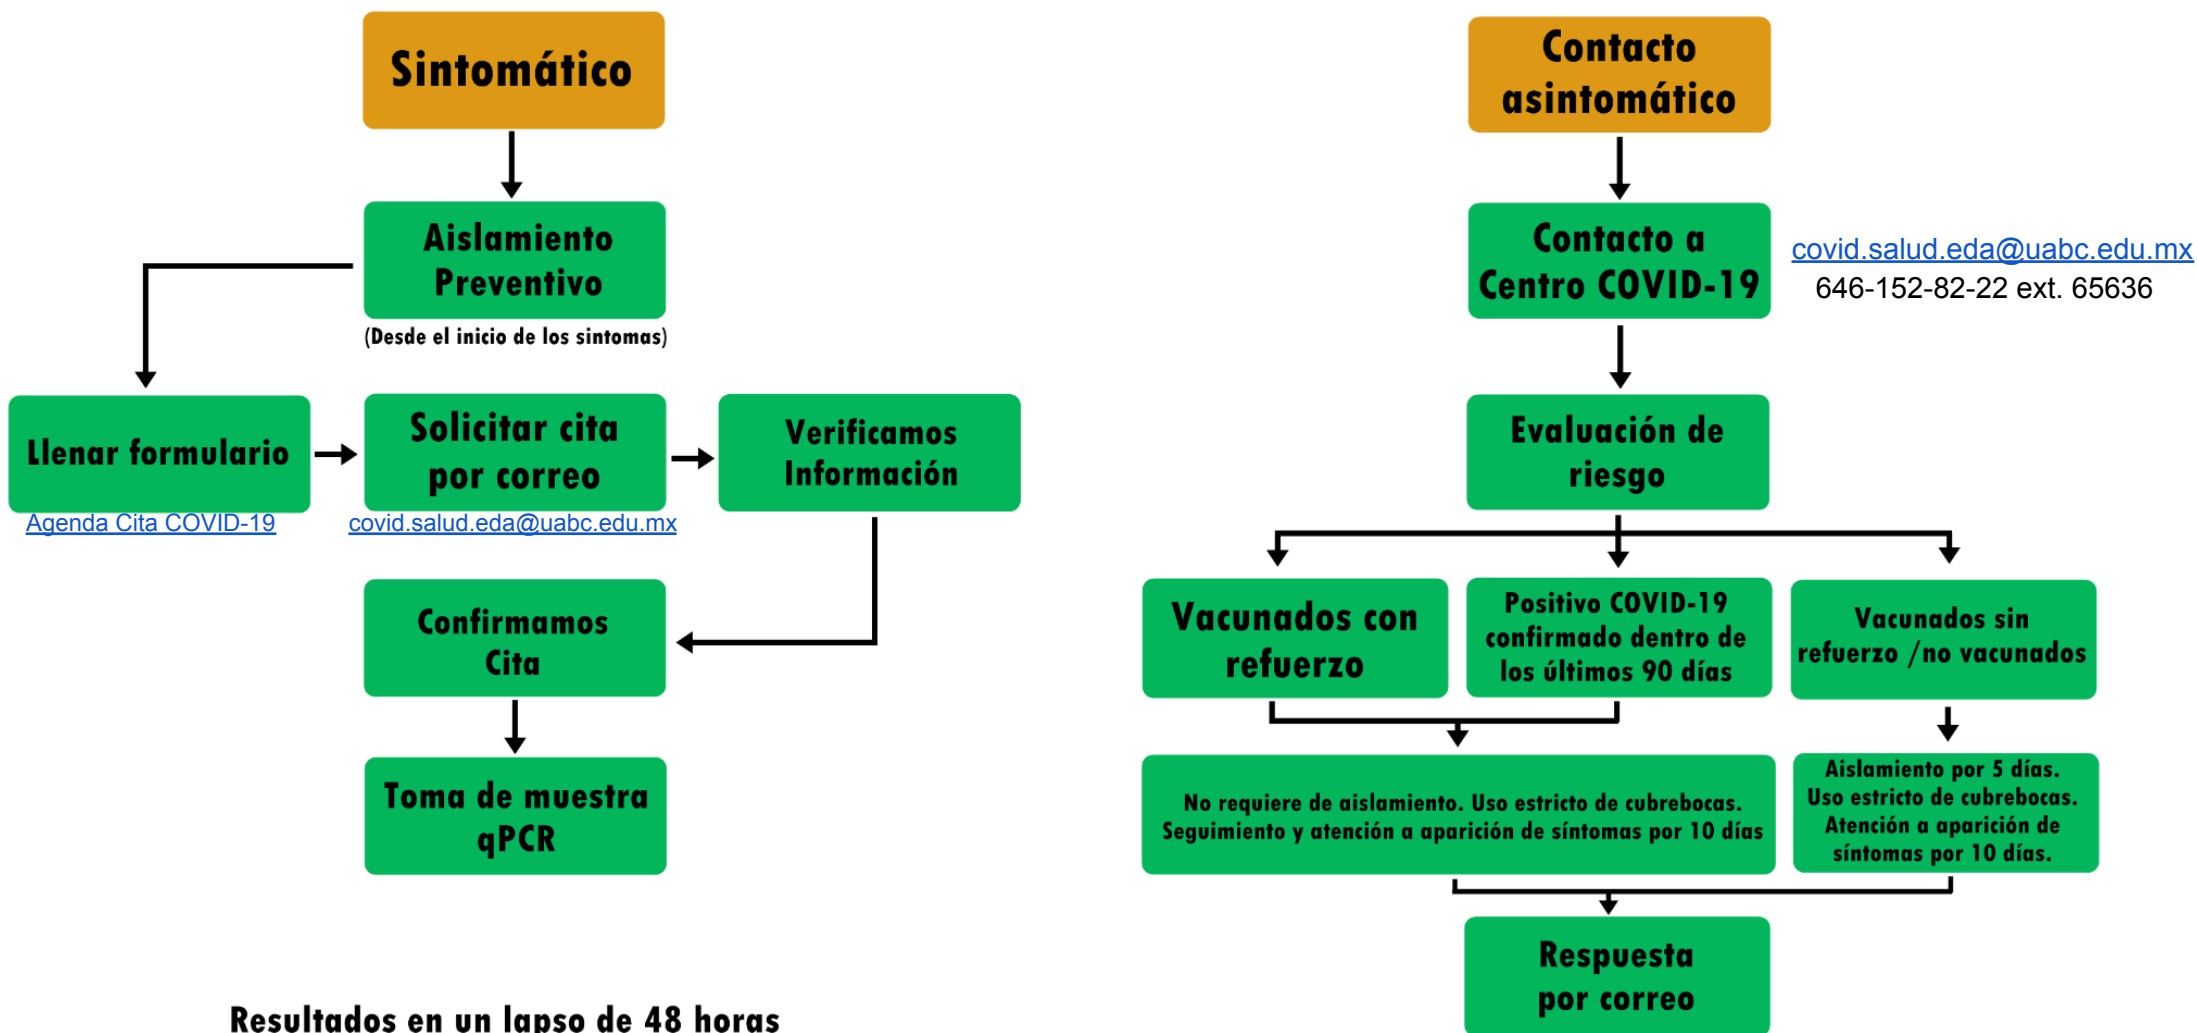 Sintomático
Aislamiento
Preventivo
(Desde el inicio de los sintomas)
Llenar formulario
Agenda Cita COVID-19
Solicitar cita
por correo
covid.salud.eda@uabc.edu.mx
Verificamos
Información
Confirmamos
Cita
Toma de muestra
qPCR
Resultados en un lapso de 48 horas
Contacto
asintomático
Contacto a
Centro COVID-19
covid.salud.eda@uabc.edu.mx
646-152-82-22 ext. 65636
Evaluación de
riesgo
Vacunados con
refuerzo
Positivo COVID-19
confirmado dentro de
los últimos 90 días
Vacunados sin
refuerzo /no vacunados
No requiere de aislamiento. Uso estricto de cubrebocas.
Seguimiento y atención a aparición de síntomas por 10 días
Aislamiento por 5 días.
Uso estricto de cubrebocas.
Atención a aparición de
síntomas por 10 días.
Respuesta
por correo